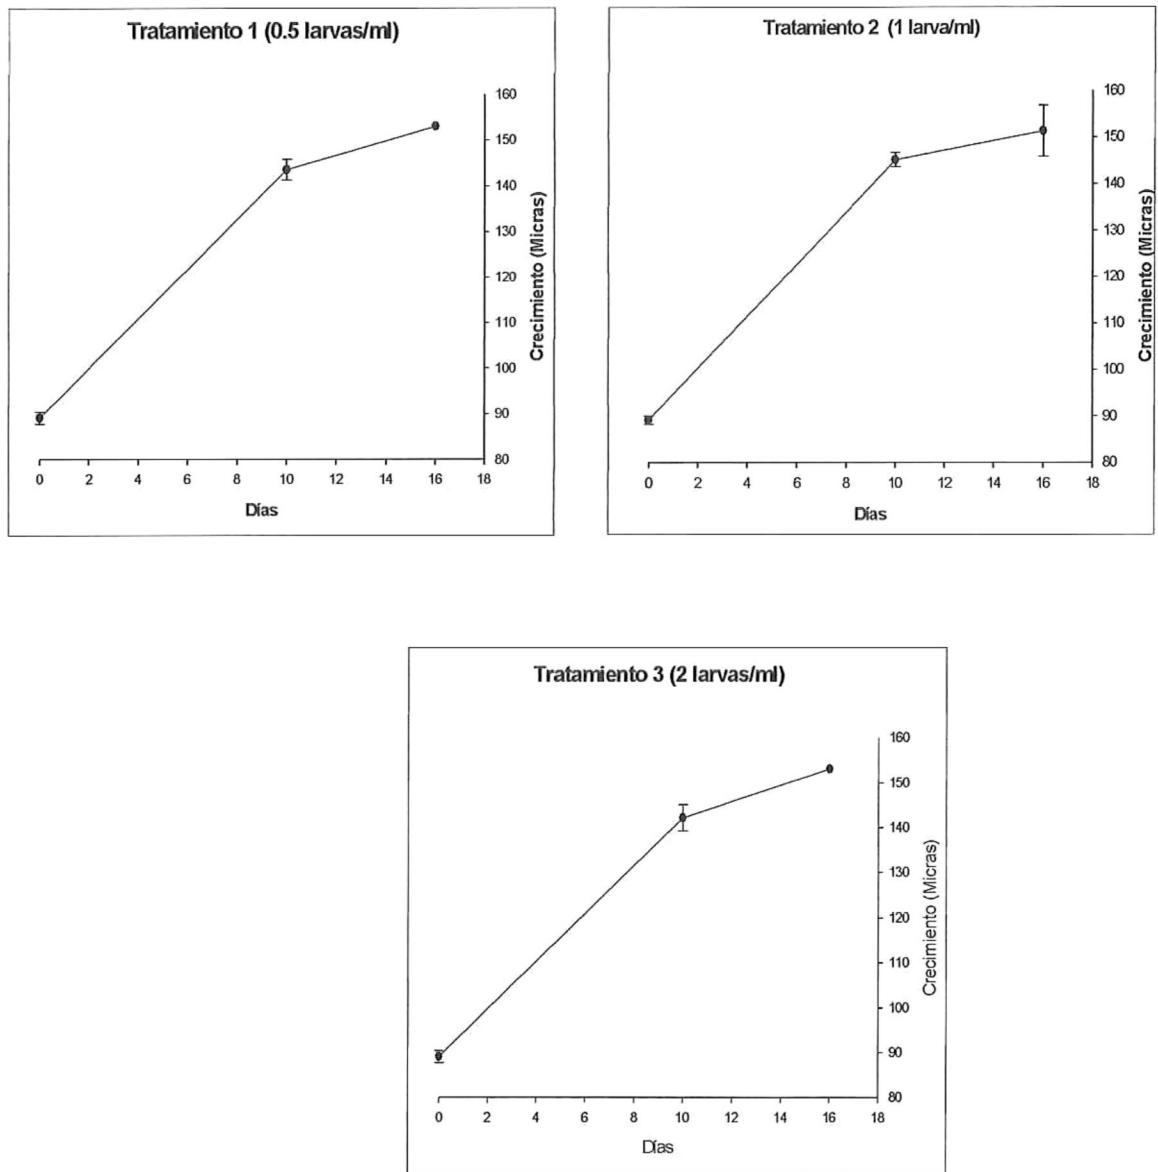 Tratamiento 1 (0.5 larvas/ml)
160
150
140
130
120
110
100
90
80
Crecimiento (Micras)
0 2 4 6 8 10 12 14 16 18
Días
Tratamiento 2 (1 larva/ml)
160
150
140
130
120
110
100
90
80
Crecimiento (Micras)
0 2 4 6 8 10 12 14 16 18
Días
Tratamiento 3 (2 larvas/ml)
160
150
140
130
120
110
100
90
80
Crecimiento (Micras)
0 2 4 6 8 10 12 14 16 18
Días